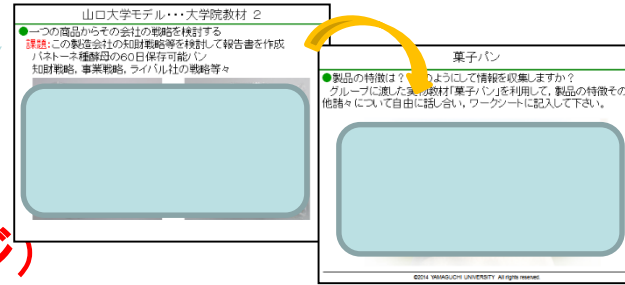 山口大学モデル・・・大学院教材 2
●一つの商品からその会社の戦略を検討する
課題:この製造会社の知財戦略等を検討して報告書を作成
パネトーネ種酵母の60日保存可能パン
知財戦略,事業戦略,ライバル社の戦略等々
菓子パン
●製品の特徴は? のようにして情報を収集しますか?
グループに渡した実物教材「菓子パン」を利用して,製品の特徴その
他諸々について自由に話し合い,ワークシートに記入して下さい。
©2014 YAMAGUCHI UNIVERSITY All rights reserved.